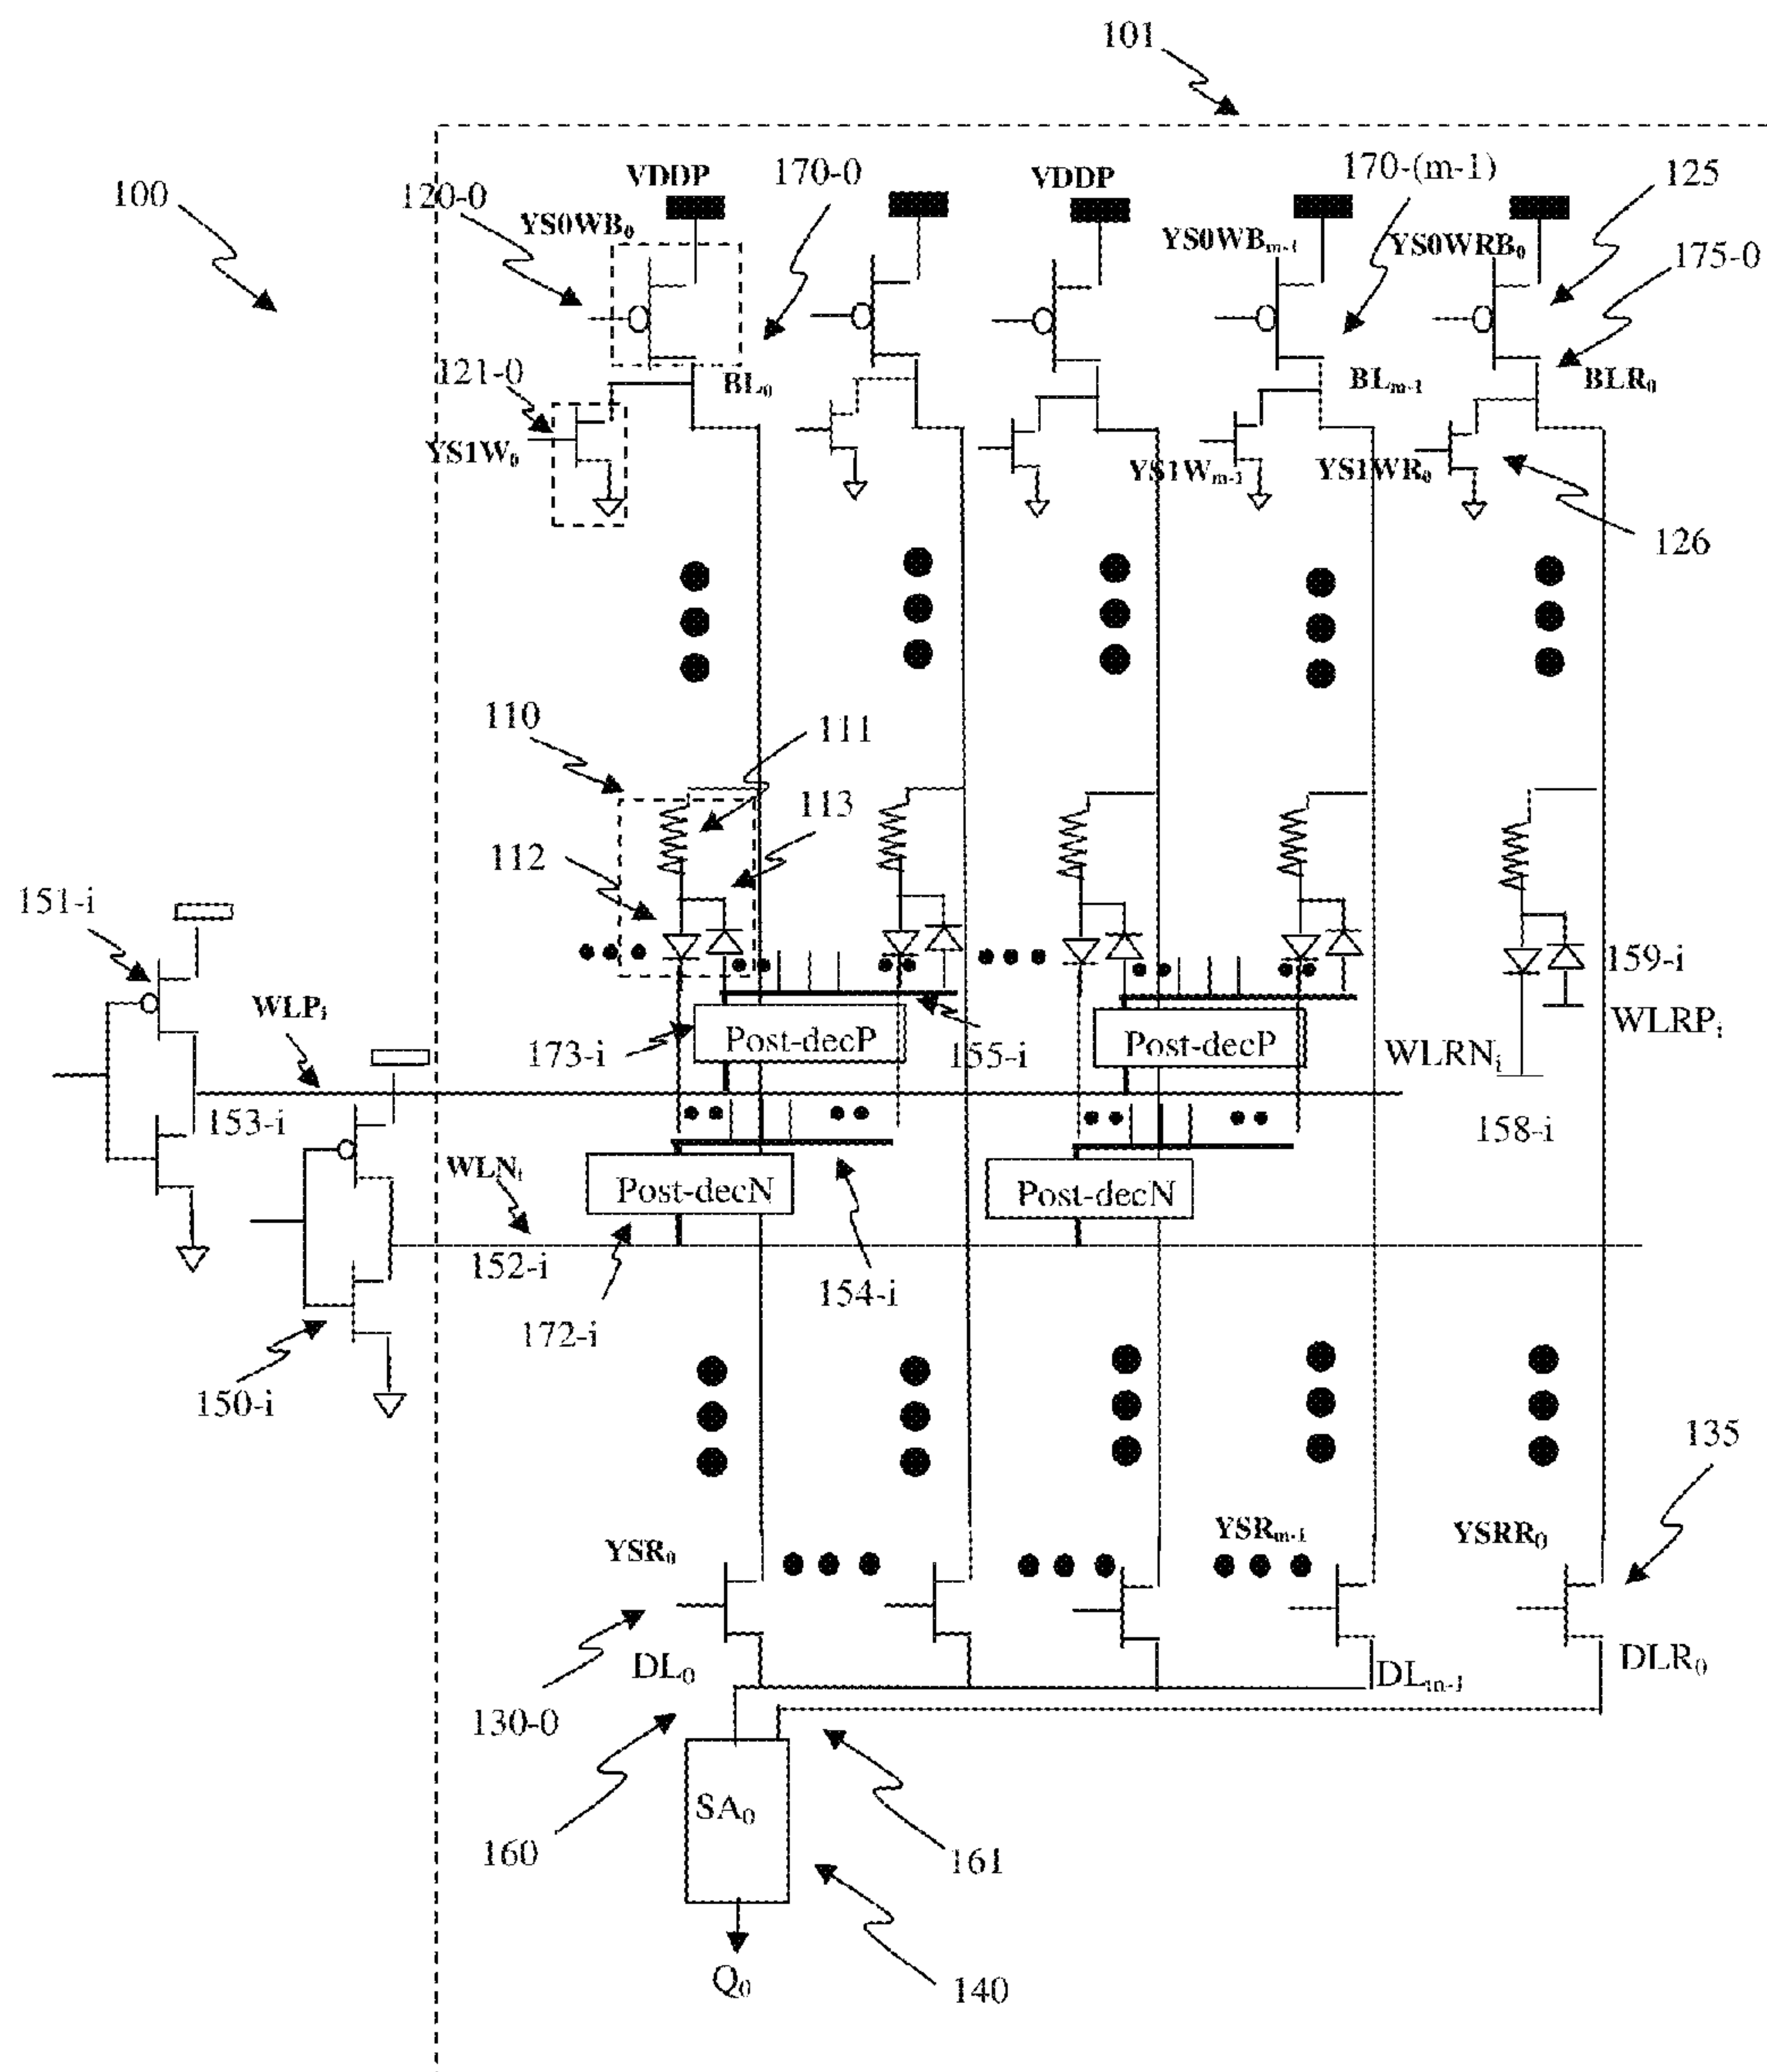 101
100
120-0
VDDP
170-0
VDDP
170-(m-1)
125
YS0WB₀
YS0WBₘ₋₁
YS0WRB₀
175-0
121-0
BL₀
BLₘ₋₁
BLR₀
YS1W₀
YS1Wₘ₋₁
YS1WR₀
126
110
111
113
112
151-i
159-i
WLPᵢ
173-i
Post-decP
155-i
Post-decP
WLRNᵢ
WLRPᵢ
153-i
158-i
WLNᵢ
Post-decN
Post-decN
152-i
172-i
154-i
150-i
135
YSR₀
YSRₘ₋₁
YSRR₀
DL₀
DLₘ₋₁
DLR₀
130-0
SA₀
160
161
140
Q₀